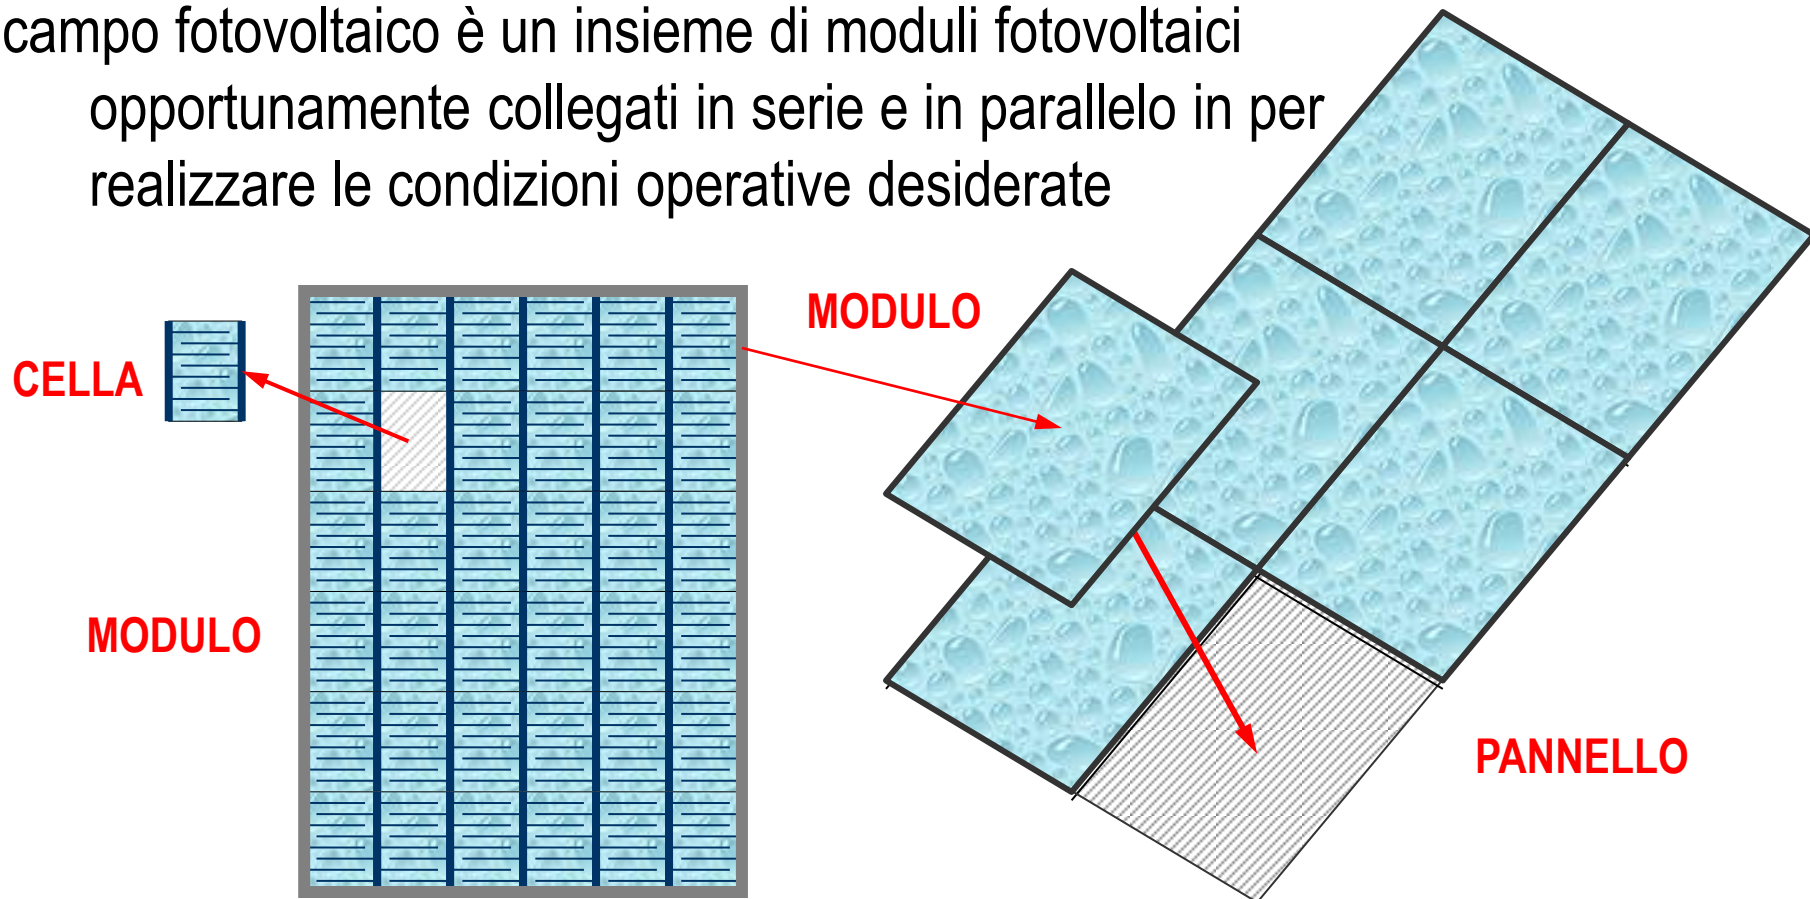 campo fotovoltaico è un insieme di moduli fotovoltaici
opportunamente collegati in serie e in parallelo in per
realizzare le condizioni operative desiderate
MODULO
CELLA
MODULO
PANNELLO